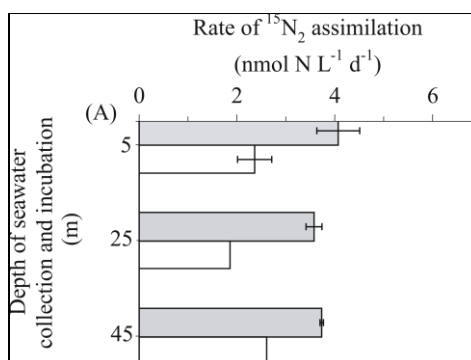 Rate of ¹⁵N₂ assimilation
(nmol N L⁻¹ d⁻¹)
0 2 4 6
(A)
5
25
45
Depth of seawater
collection and incubation
(m)